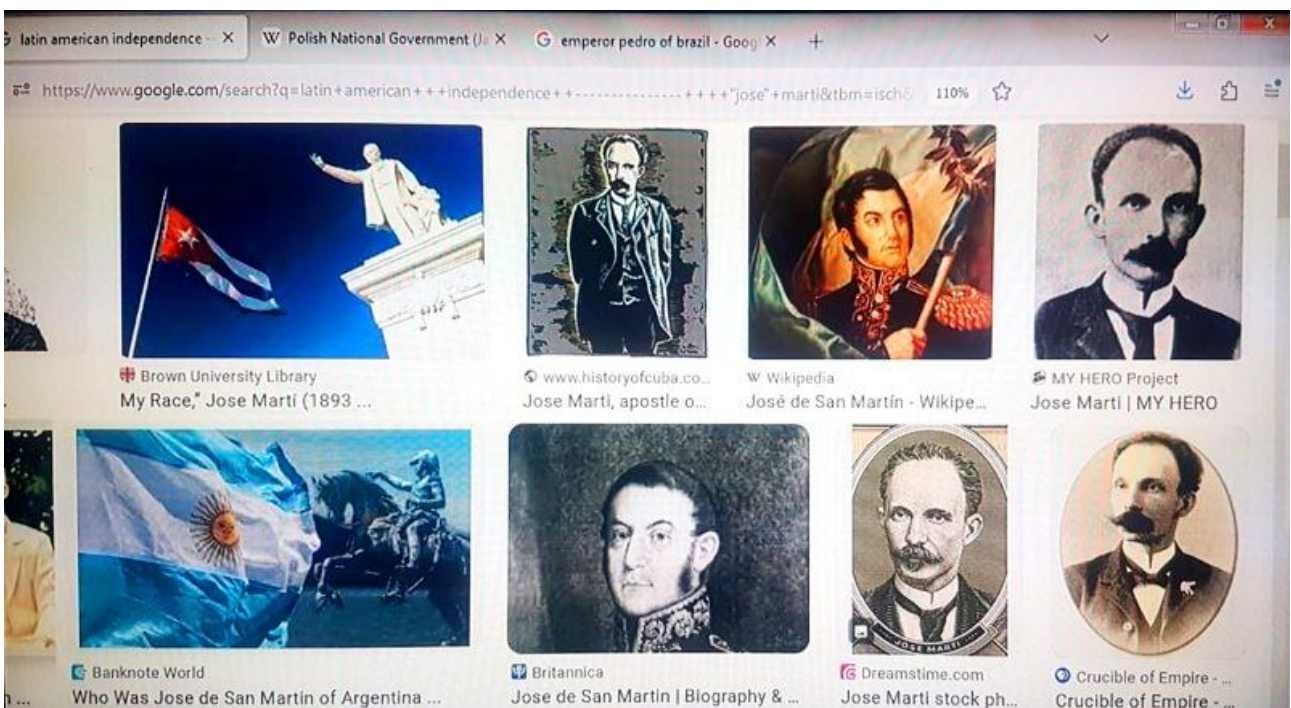 latin american independence -
W Polish National Government (Ja
G emperor pedro of brazil - Goog
https://www.google.com/search?q=latin+american+++independence++----------------++++"jose"+marti&tbm=isch&
110%
Brown University Library
My Race," Jose Martí (1893 ...
www.historyofcuba.co...
Jose Marti, apostle o...
W Wikipedia
José de San Martín - Wikipe...
MY HERO Project
Jose Marti | MY HERO
JOSE MARTI
Banknote World
Who Was Jose de San Martin of Argentina ...
Britannica
Jose de San Martin | Biography & ...
Dreamstime.com
Jose Marti stock ph...
Crucible of Empire - ...
Crucible of Empire - ...